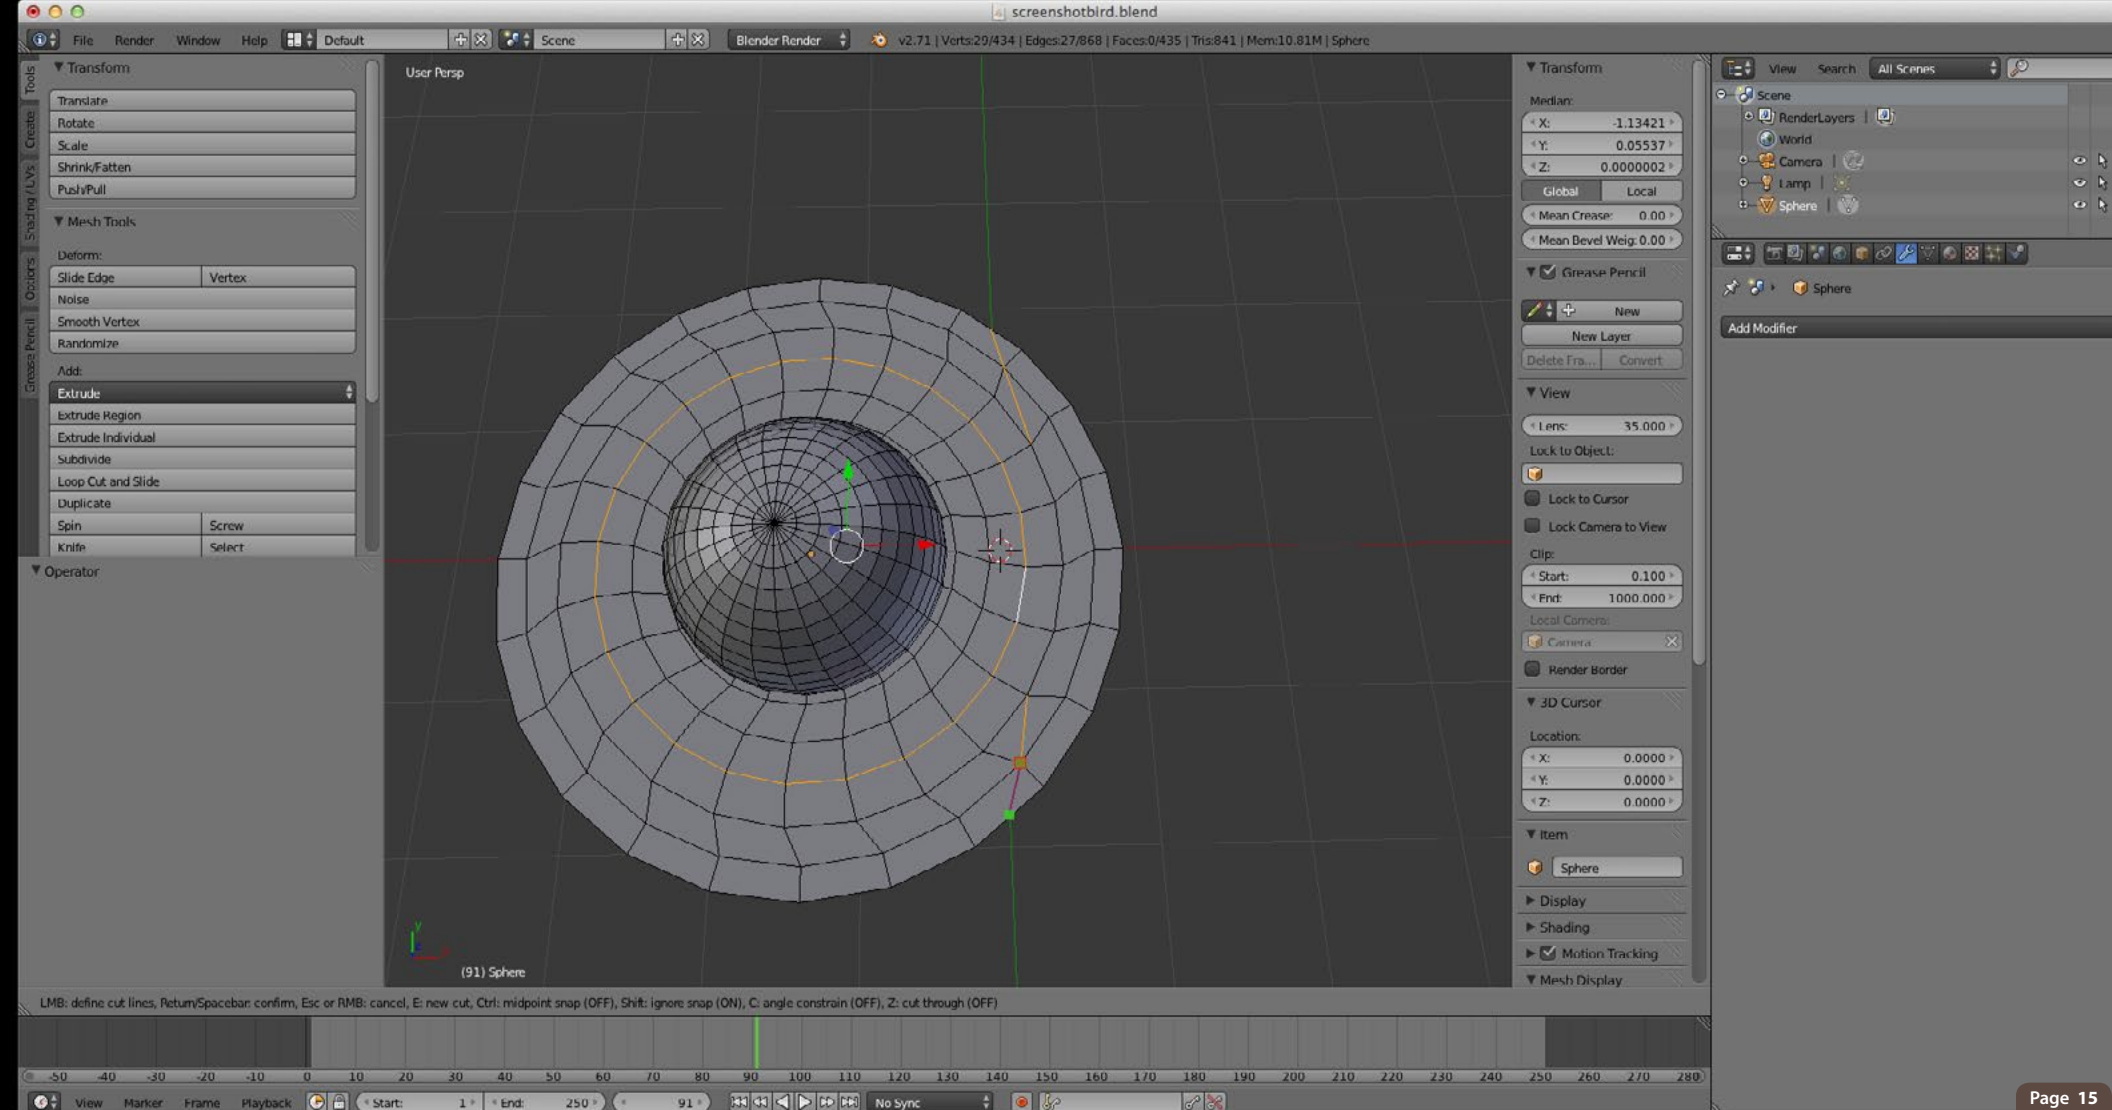 screenshotbird.blend
File Render Window Help Default Scene Blender Render v2.71 | Verts:29/434 | Edges:27/868 | Faces:0/435 | Tris:841 | Mem:10.81M | Sphere
Tools
Create
Shading / UVs
Options
Grease Pencil
Transform
Translate
Rotate
Scale
Shrink/Fatten
Push/Pull
Mesh Tools
Deform:
Slide Edge Vertex
Noise
Smooth Vertex
Randomize
Add:
Extrude
Extrude Region
Extrude Individual
Subdivide
Loop Cut and Slide
Duplicate
Spin Screw
Knife Select
Operator
User Persp
y
(91) Sphere
Transform
Median:
X: -1.13421
Y: 0.05537
Z: 0.0000002
Global Local
Mean Crease: 0.00
Mean Bevel Weig: 0.00
Grease Pencil
New
New Layer
Delete Fra... Convert
View
Lens: 35.000
Lock to Object:
Lock to Cursor
Lock Camera to View
Clip:
Start: 0.100
End: 1000.000
Local Camera:
Camera
Render Border
3D Cursor
Location:
X: 0.0000
Y: 0.0000
Z: 0.0000
Item
Sphere
Display
Shading
Motion Tracking
Mesh Display
View Search All Scenes
Scene
RenderLayers |
World
Camera |
Lamp |
Sphere |
Sphere
Add Modifier
LMB: define cut lines, Return/Spacebar: confirm, Esc or RMB: cancel, E: new cut, Ctrl: midpoint snap (OFF), Shift: ignore snap (ON), C: angle constrain (OFF), Z: cut through (OFF)
-50 -40 -30 -20 -10 0 10 20 30 40 50 60 70 80 90 100 110 120 130 140 150 160 170 180 190 200 210 220 230 240 250 260 270 280
View Marker Frame Playback Start: 1 End: 250 91 No Sync
Page 15